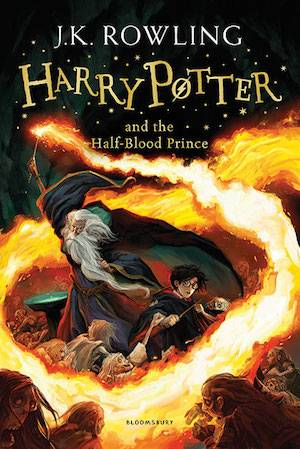 J.K. ROWLING
HARRY POTTER
and the
Half-Blood Prince
BLOOMSBURY